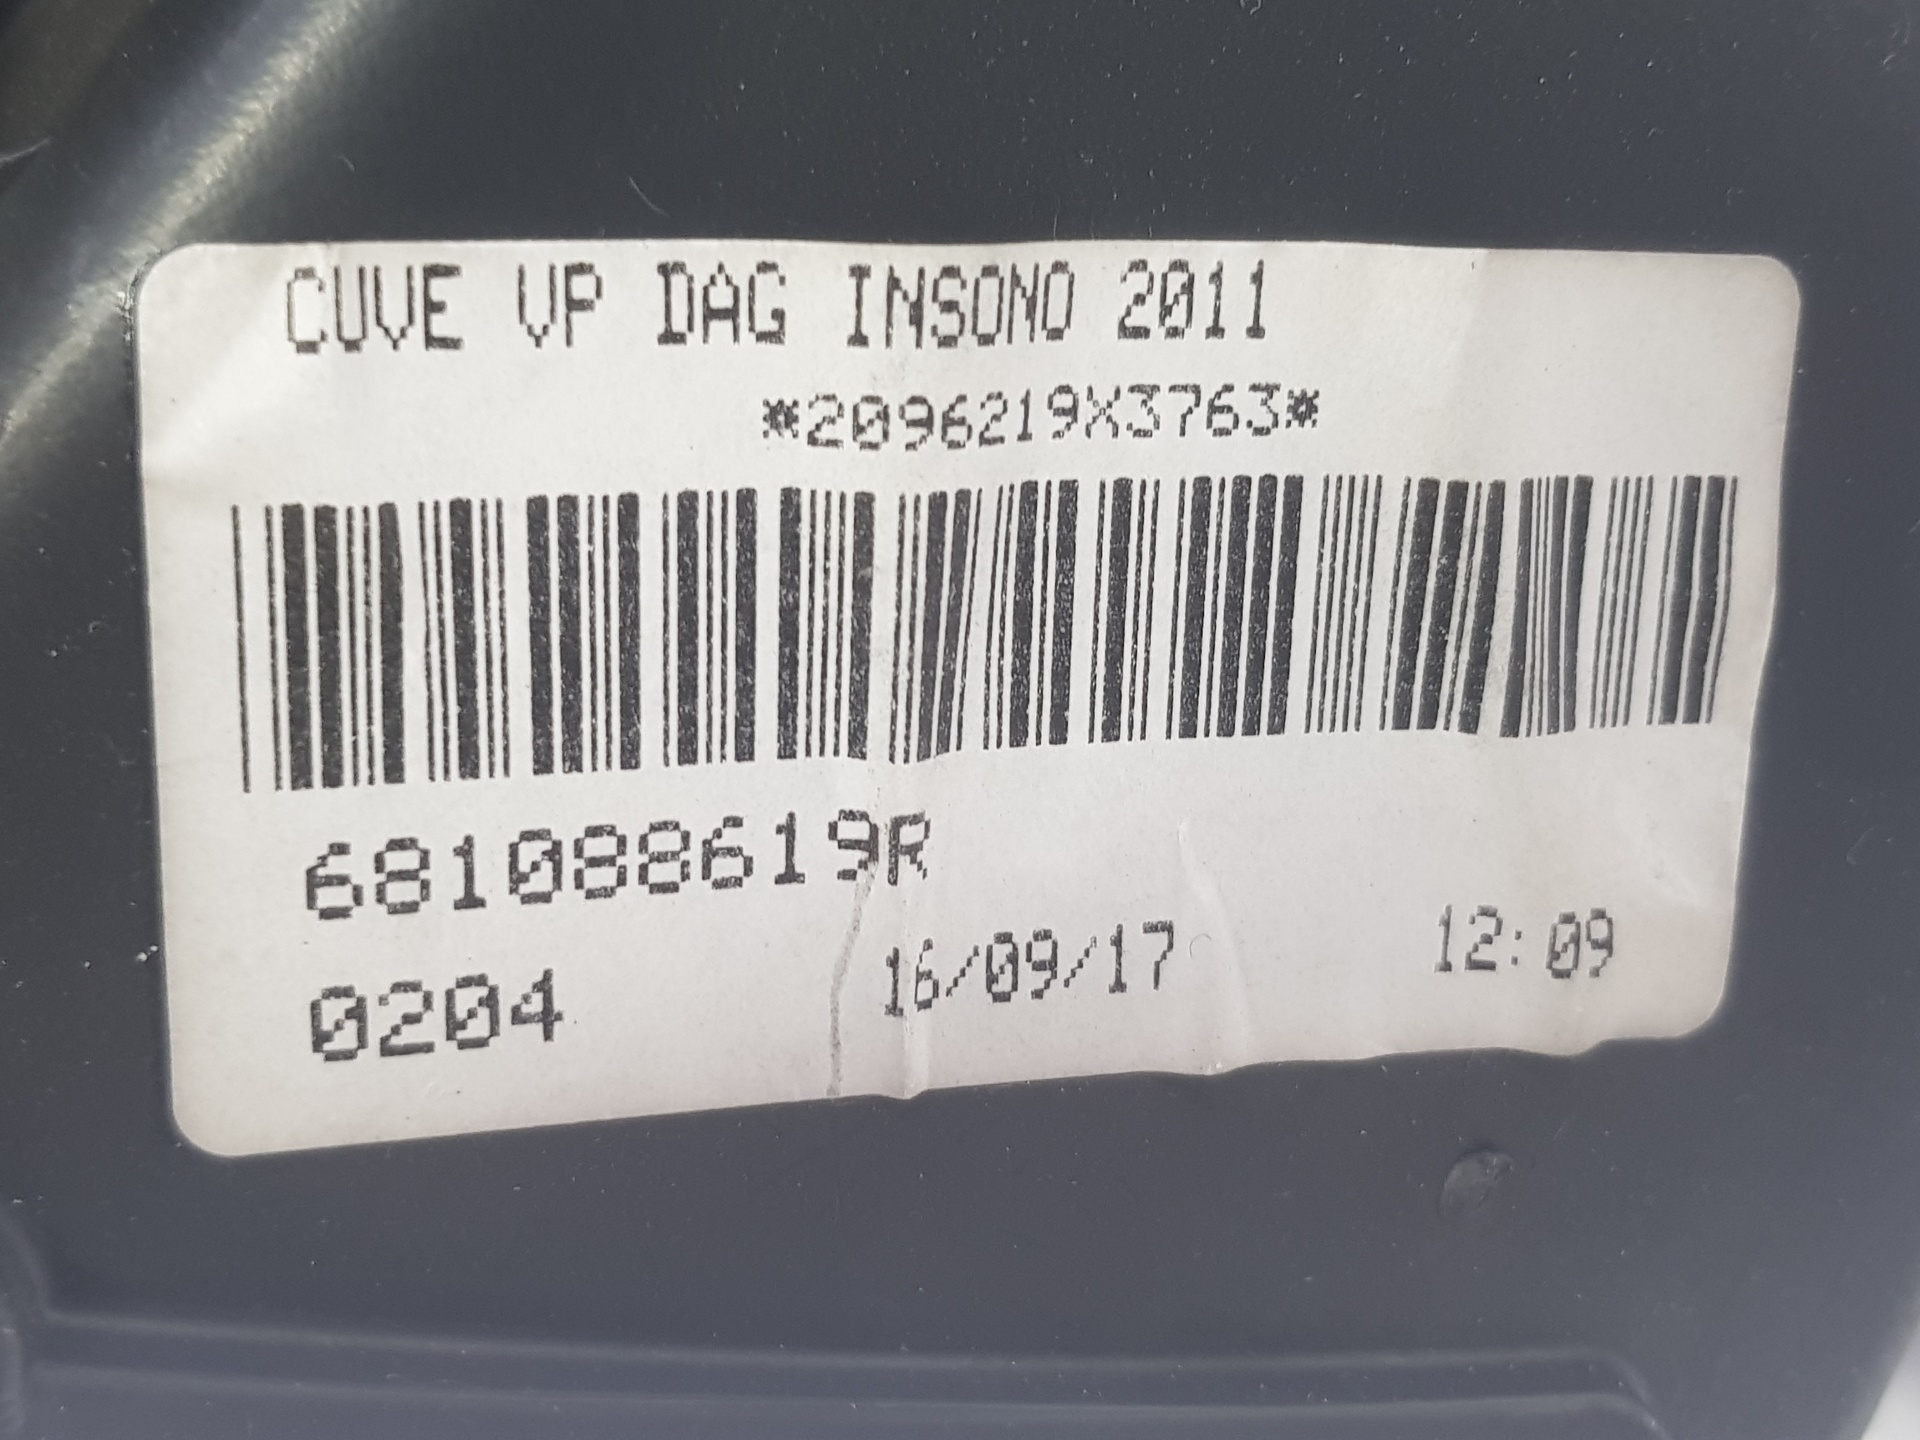 CUVE VP DAG INSONO 2011
*2096219X3763*
681088619R
0204 16/09/17 12:09